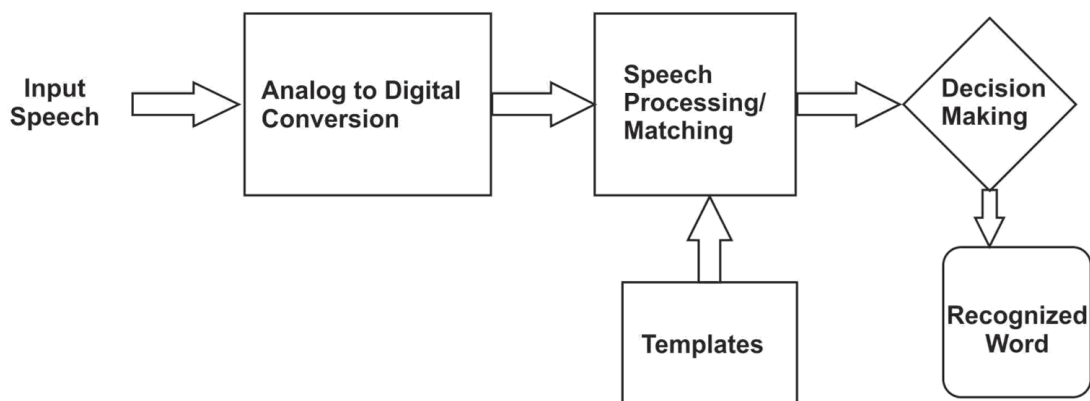 Input
Speech
Analog to Digital
Conversion
Speech
Processing/
Matching
Decision
Making
Templates
Recognized
Word